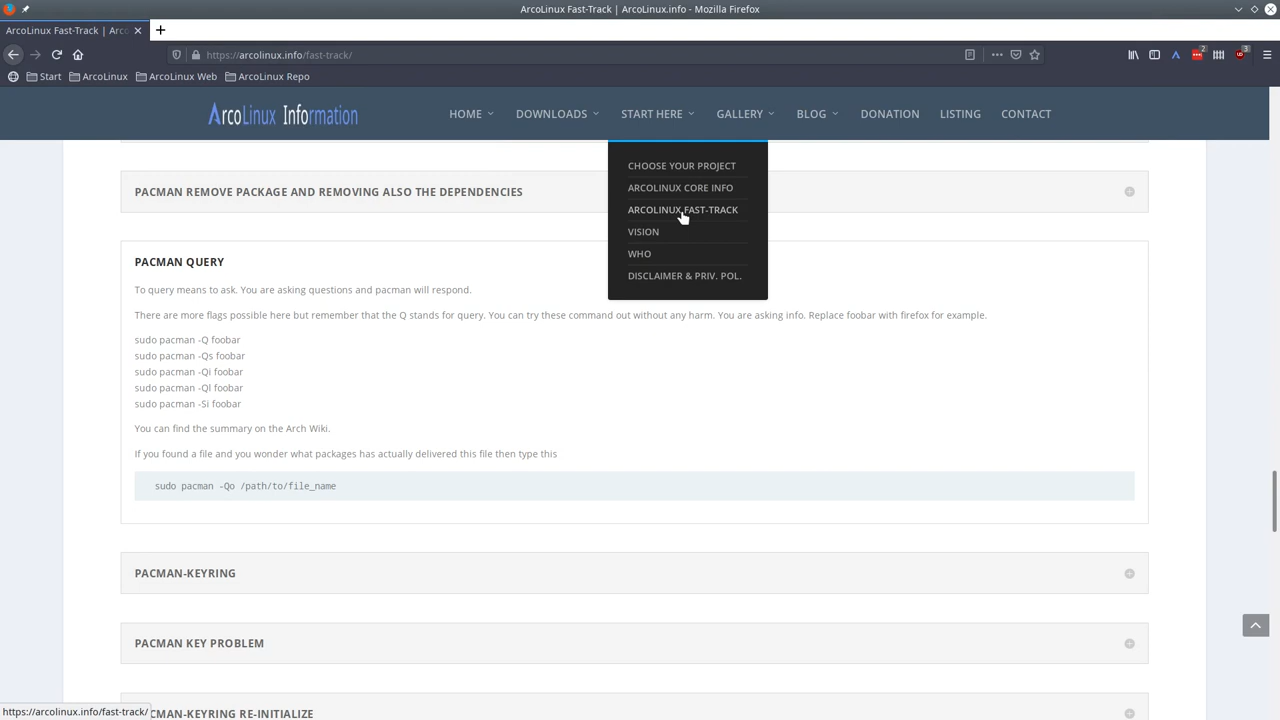 ArcoLinux Fast-Track | ArcoLinux.info - Mozilla Firefox
ArcoLinux Fast-Track | Arco
https://arcolinux.info/fast-track/
2
3
Start
ArcoLinux
ArcoLinux Web
ArcoLinux Repo
ArcoLinux Information
HOME
DOWNLOADS
START HERE
GALLERY
BLOG
DONATION
LISTING
CONTACT
CHOOSE YOUR PROJECT
ARCOLINUX CORE INFO
ARCOLINUX FAST-TRACK
VISION
WHO
DISCLAIMER & PRIV. POL.
PACMAN REMOVE PACKAGE AND REMOVING ALSO THE DEPENDENCIES
PACMAN QUERY
To query means to ask. You are asking questions and pacman will respond.
There are more flags possible here but remember that the Q stands for query. You can try these command out without any harm. You are asking info. Replace foobar with firefox for example.
sudo pacman -Q foobar
sudo pacman -Qs foobar
sudo pacman -Qi foobar
sudo pacman -Ql foobar
sudo pacman -Si foobar
You can find the summary on the Arch Wiki.
If you found a file and you wonder what packages has actually delivered this file then type this
sudo pacman -Qo /path/to/file_name
PACMAN-KEYRING
PACMAN KEY PROBLEM
PACMAN-KEYRING RE-INITIALIZE
https://arcolinux.info/fast-track/